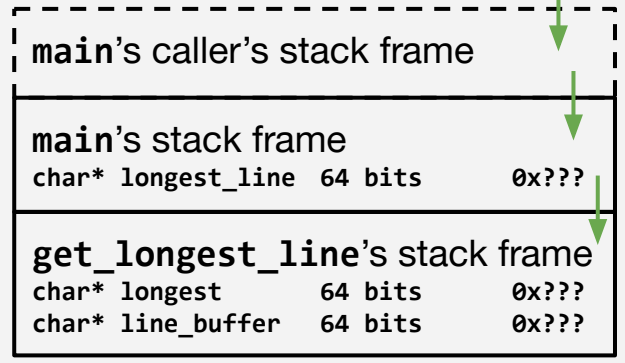 main's caller's stack frame
main's stack frame
char* longest_line 64 bits 0x???
get_longest_line's stack frame
char* longest 64 bits 0x???
char* line_buffer 64 bits 0x???